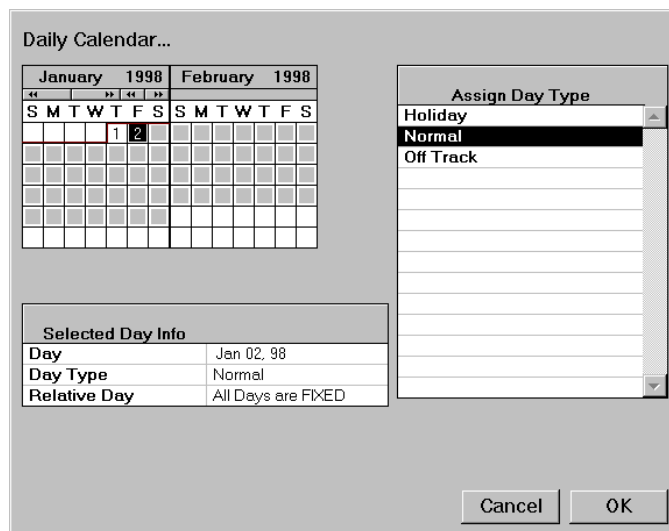 Daily Calendar...
January 1998 February 1998
S M T W T F S S M T W T F S
1 2
Assign Day Type
Holiday
Normal
Off Track
Selected Day Info
Day Jan 02, 98
Day Type Normal
Relative Day All Days are FIXED
Cancel OK